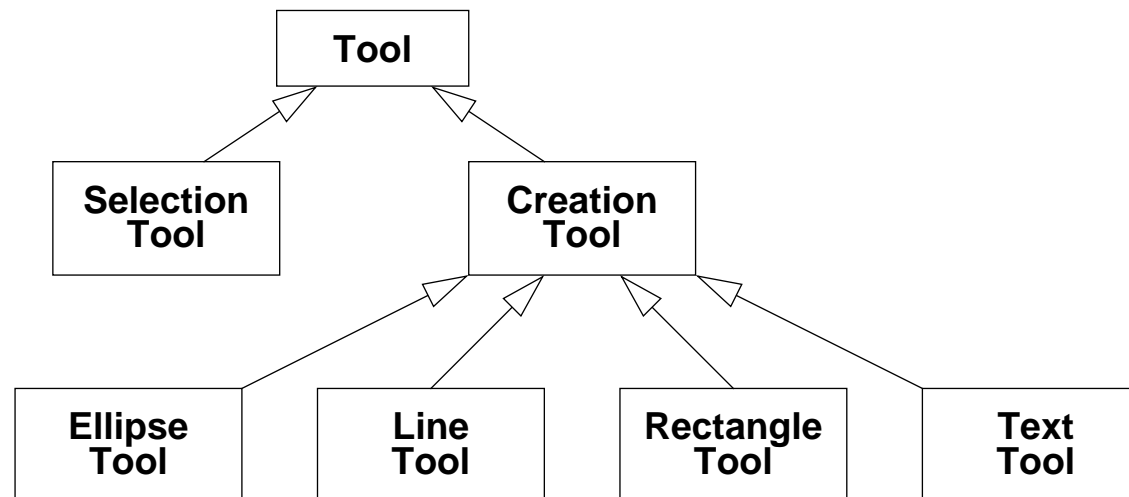 Tool
Selection
Tool
Creation
Tool
Ellipse
Tool
Line
Tool
Rectangle
Tool
Text
Tool